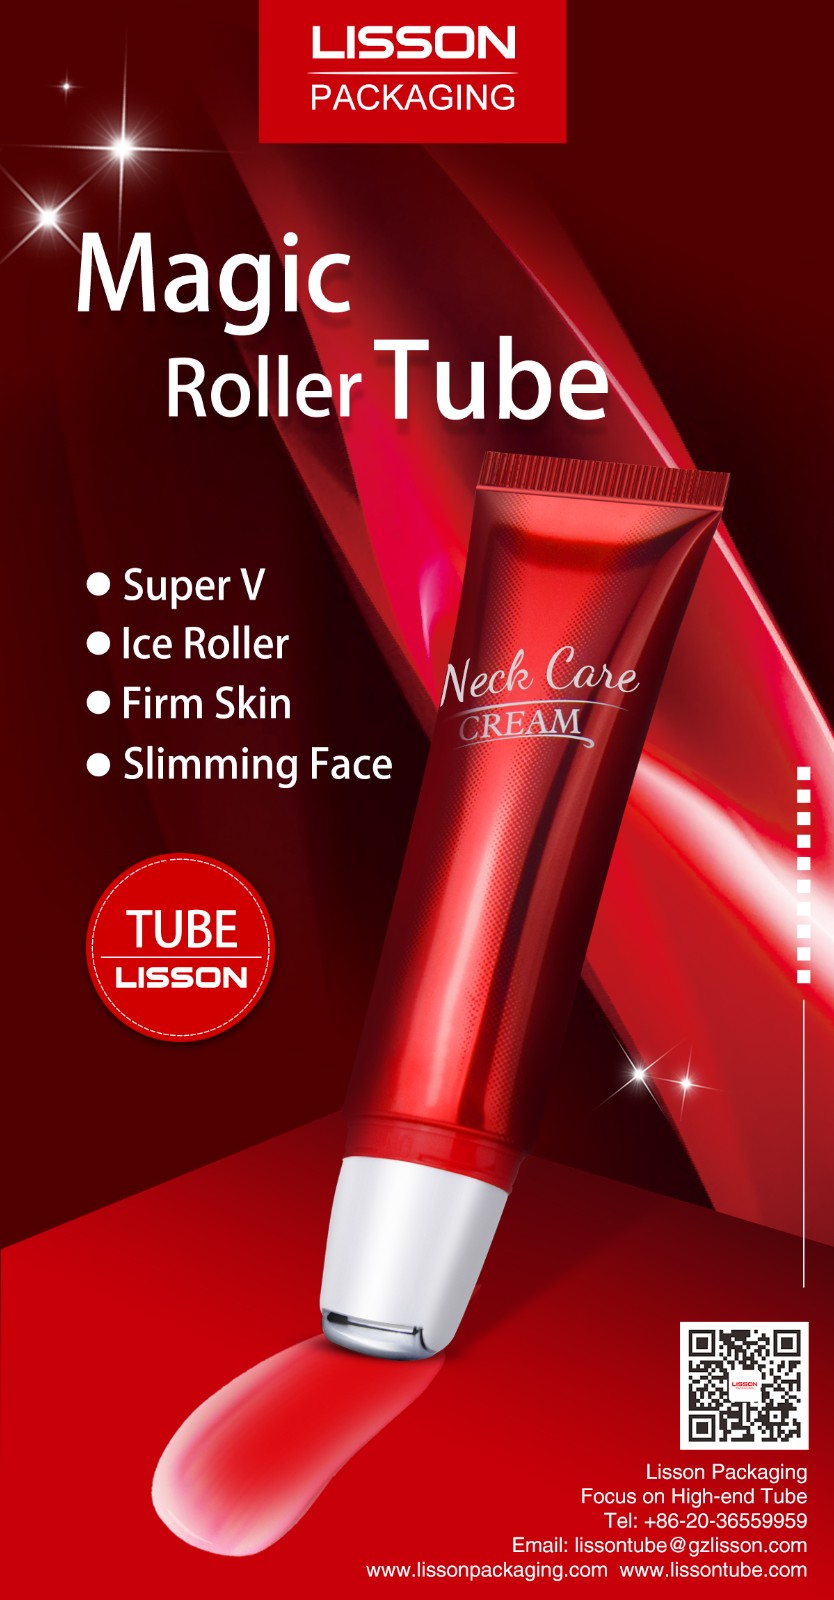 LISSON
PACKAGING
Magic
Roller Tube
Super V
Ice Roller
Firm Skin
Slimming Face
Neck Care
CREAM
TUBE
LISSON
LISSON
Lisson Packaging
Focus on High-end Tube
Tel: +86-20-36559959
Email: lissontube@gzlisson.com
www.lissonpackaging.com www.lissontube.com